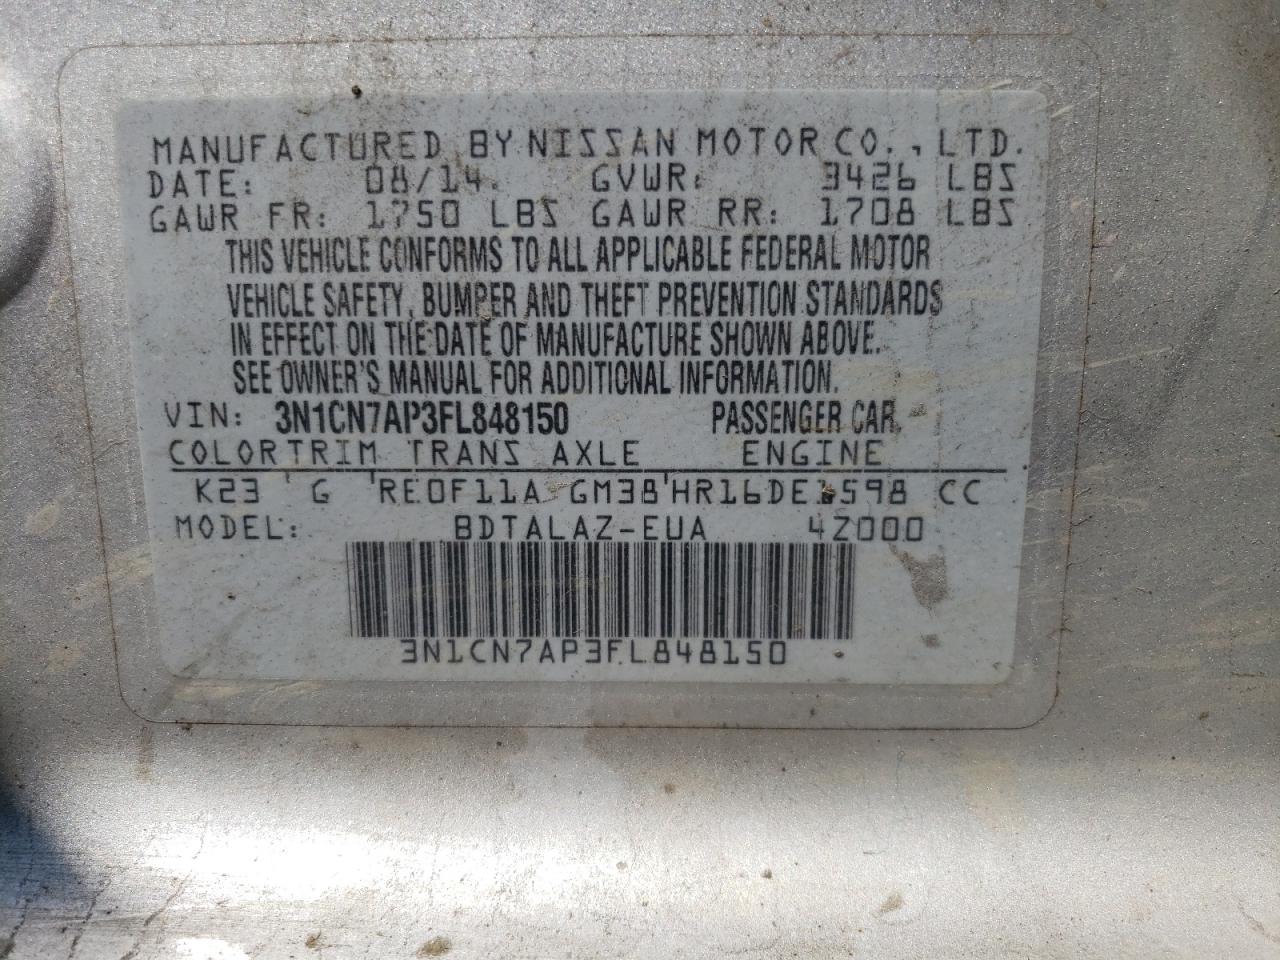 MANUFACTURED BY NISSAN MOTOR CO., LTD.
DATE: 08/14 GVWR: 3426 LBS
GAWR FR: 1750 LBS GAWR RR: 1708 LBS
THIS VEHICLE CONFORMS TO ALL APPLICABLE FEDERAL MOTOR
VEHICLE SAFETY, BUMPER AND THEFT PREVENTION STANDARDS
IN EFFECT ON THE DATE OF MANUFACTURE SHOWN ABOVE.
SEE OWNER'S MANUAL FOR ADDITIONAL INFORMATION.
VIN: 3N1CN7AP3FL848150 PASSENGER CAR.
COLOR TRIM TRANS AXLE ENGINE
K23 G RE0F11A GM38 HR16DE 1598 CC
MODEL: BDTALAZ-EUA 4Z000
3N1CN7AP3FL848150